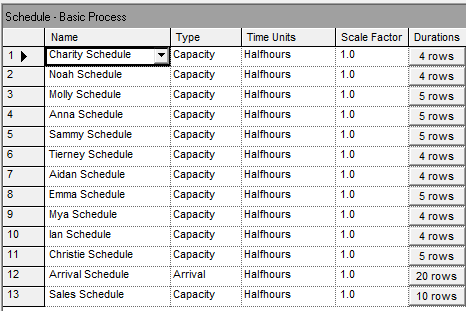 Schedule - Basic Process
Name Type Time Units Scale Factor Durations
1 Charity Schedule Capacity Halfhours 1.0 4 rows
2 Noah Schedule Capacity Halfhours 1.0 4 rows
3 Molly Schedule Capacity Halfhours 1.0 5 rows
4 Anna Schedule Capacity Halfhours 1.0 5 rows
5 Sammy Schedule Capacity Halfhours 1.0 5 rows
6 Tierney Schedule Capacity Halfhours 1.0 4 rows
7 Aidan Schedule Capacity Halfhours 1.0 4 rows
8 Emma Schedule Capacity Halfhours 1.0 5 rows
9 Mya Schedule Capacity Halfhours 1.0 4 rows
10 Ian Schedule Capacity Halfhours 1.0 4 rows
11 Christie Schedule Capacity Halfhours 1.0 5 rows
12 Arrival Schedule Arrival Halfhours 1.0 20 rows
13 Sales Schedule Capacity Halfhours 1.0 10 rows